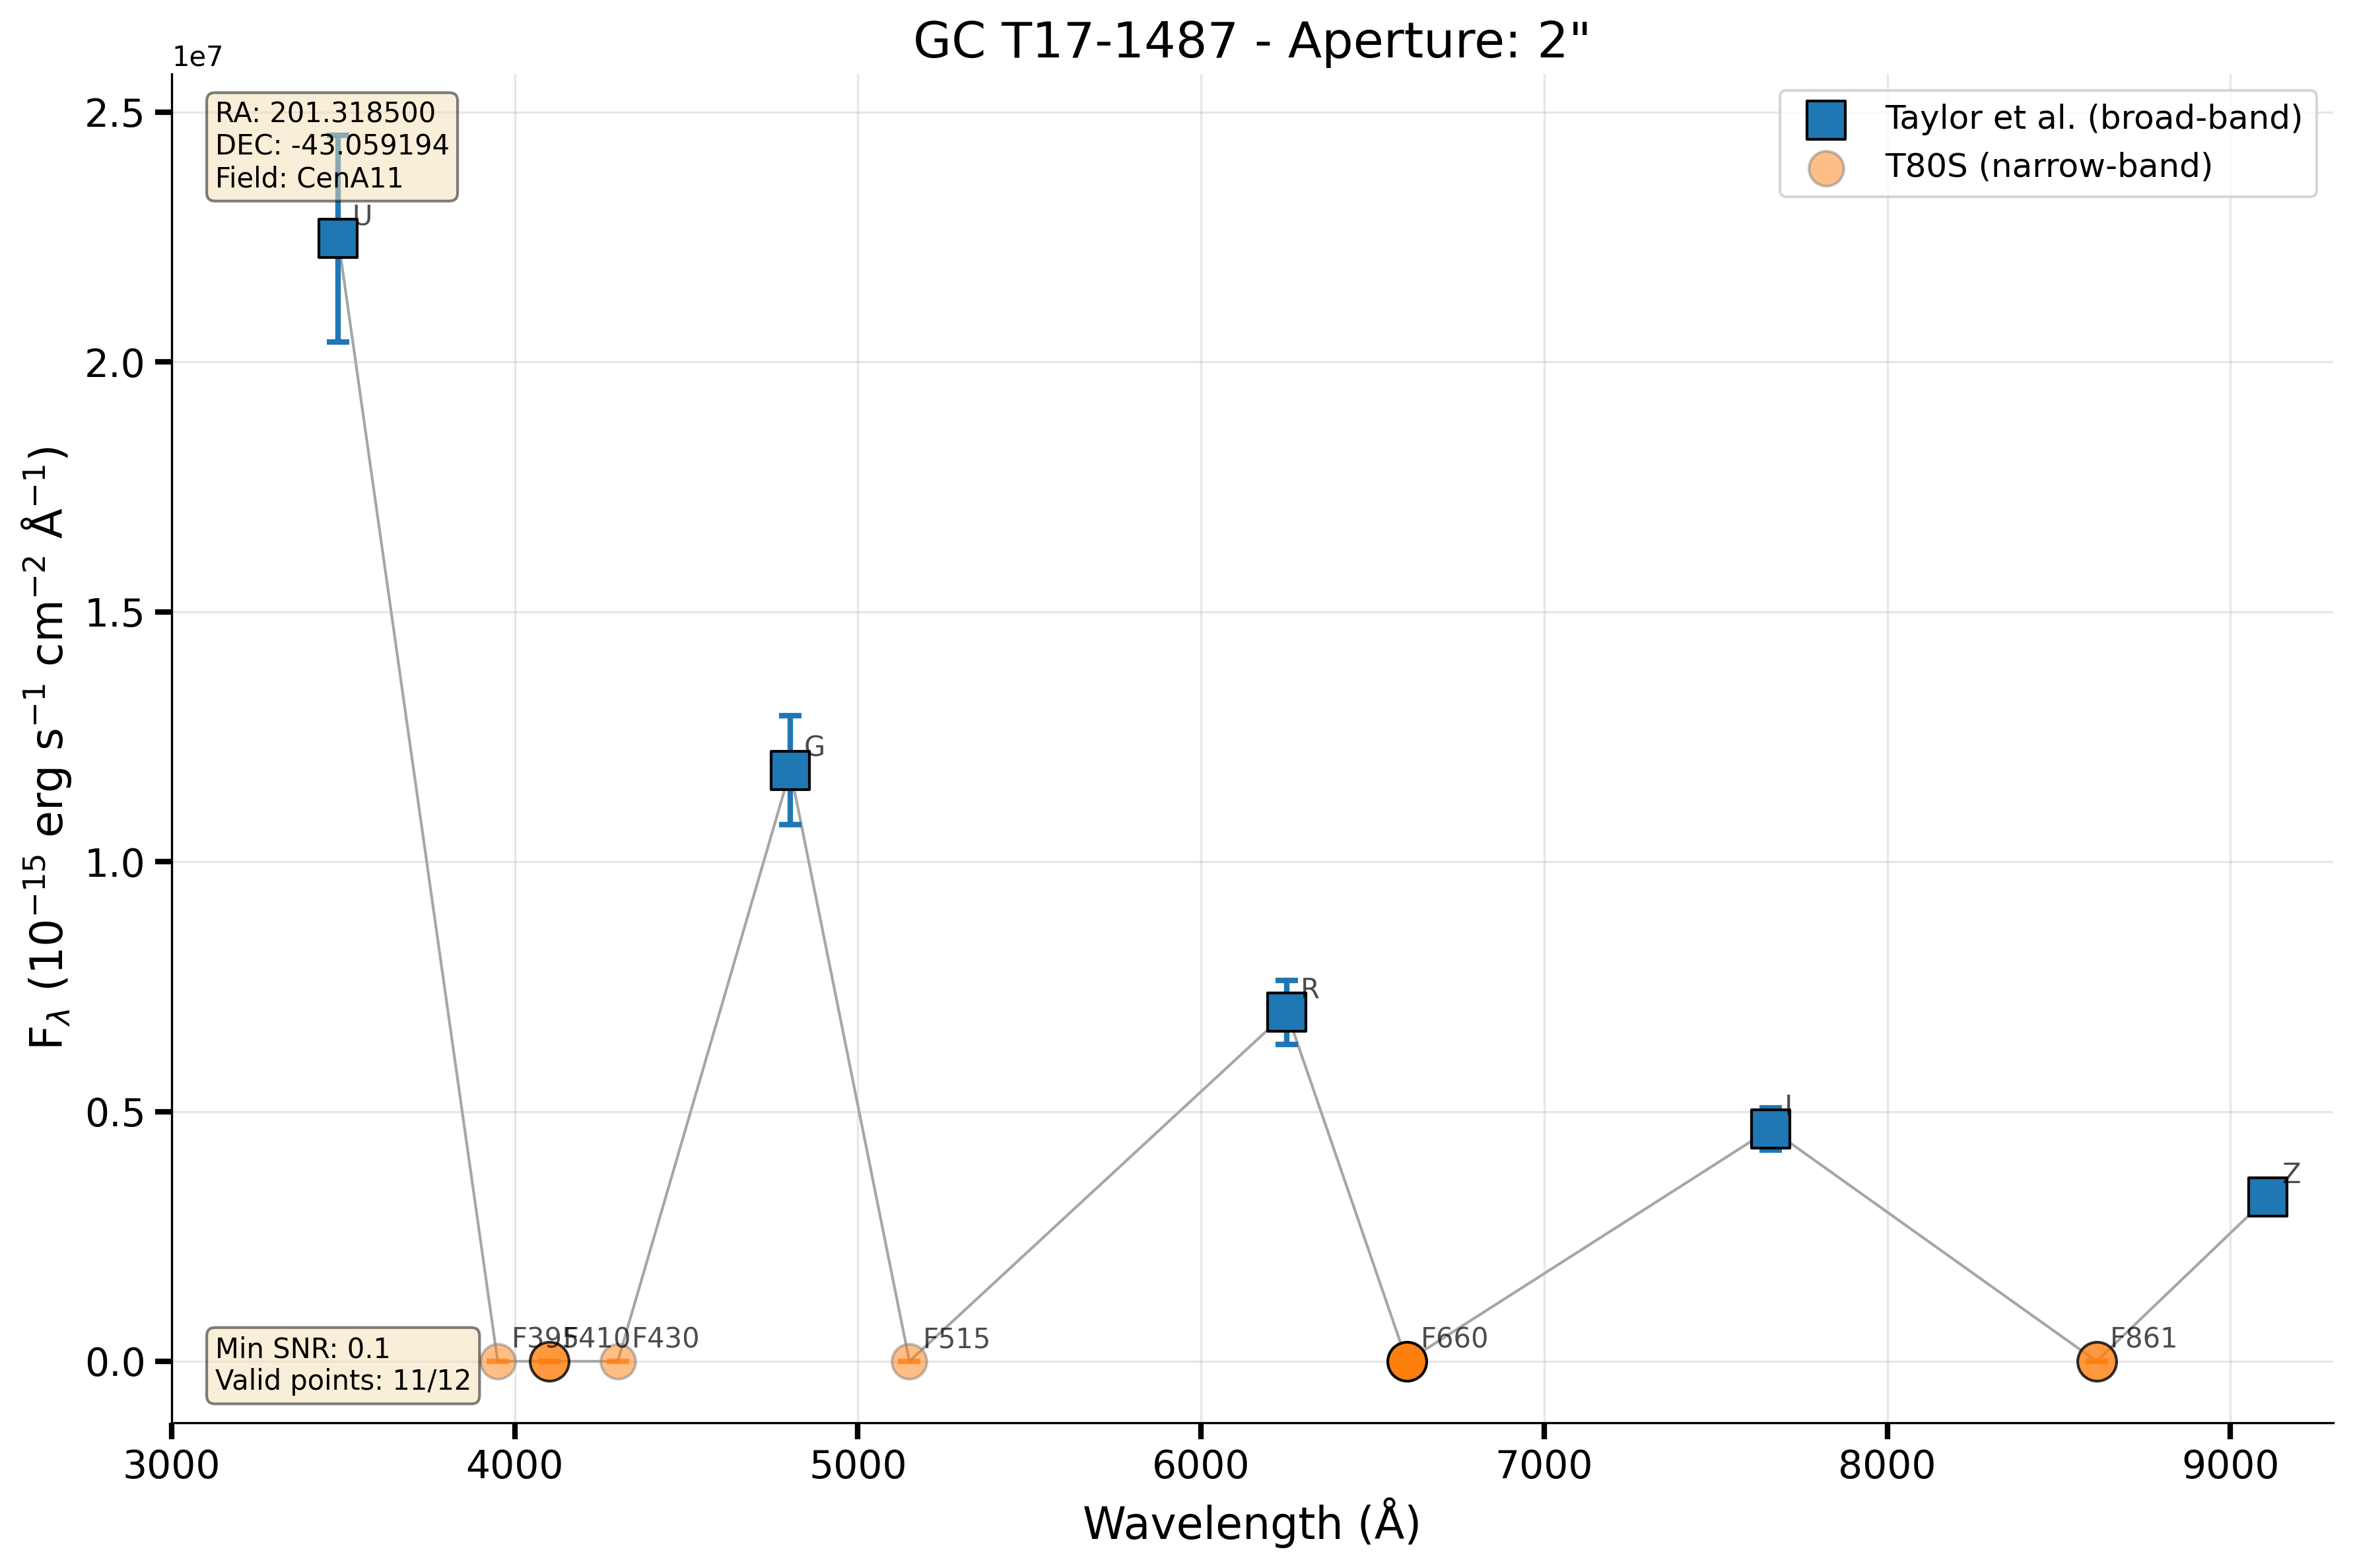 GC T17-1487 - Aperture: 2"
1e7
RA: 201.318500
DEC: -43.059194
Field: CenA11
Taylor et al. (broad-band)
T80S (narrow-band)
2.5
2.0
1.5
1.0
0.5
0.0
F_λ (10⁻¹⁵ erg s⁻¹ cm⁻² Å⁻¹)
U
G
R
I
Z
F395
F410
F430
F515
F660
F861
Min SNR: 0.1
Valid points: 11/12
3000
4000
5000
6000
7000
8000
9000
Wavelength (Å)